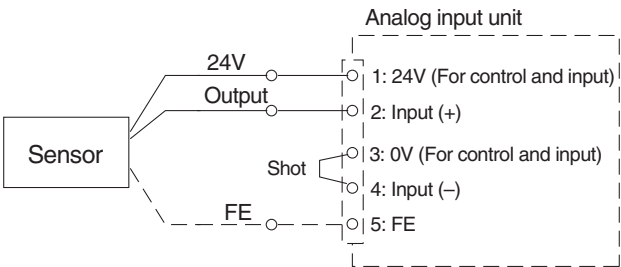 Analog input unit
24V
1: 24V (For control and input)
Output
2: Input (+)
Sensor
3: 0V (For control and input)
Shot
4: Input (–)
FE
5: FE